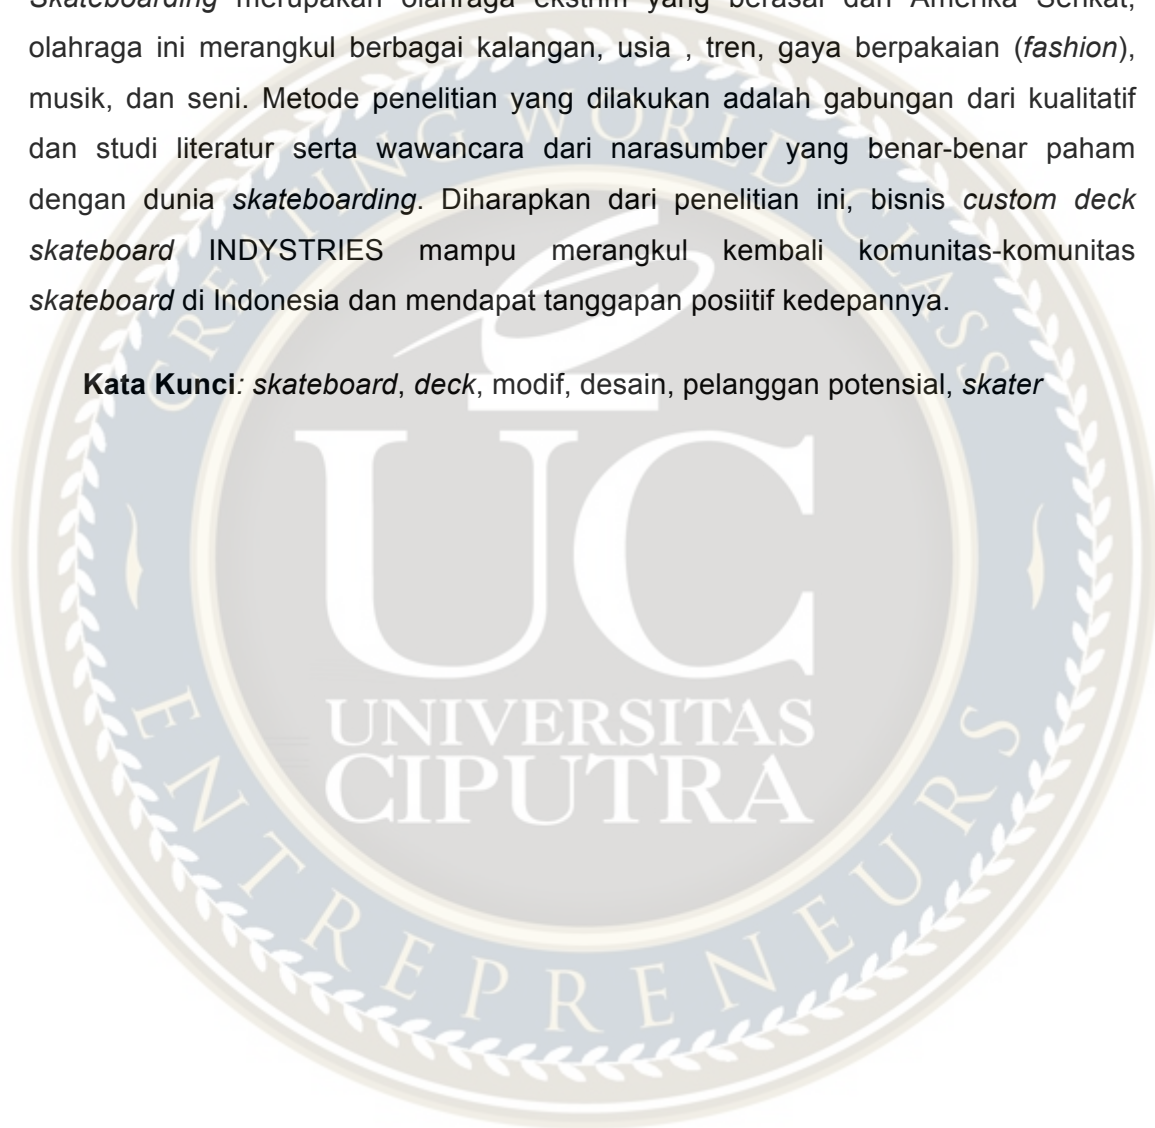 Skateboarding merupakan olahraga ekstrim yang berasal dari Amerika Serikat,
olahraga ini merangkul berbagai kalangan, usia , tren, gaya berpakaian (fashion),
musik, dan seni. Metode penelitian yang dilakukan adalah gabungan dari kualitatif
dan studi literatur serta wawancara dari narasumber yang benar-benar paham
dengan dunia skateboarding. Diharapkan dari penelitian ini, bisnis custom deck
skateboard INDYSTRIES mampu merangkul kembali komunitas-komunitas
skateboard di Indonesia dan mendapat tanggapan posiitif kedepannya.
Kata Kunci: skateboard, deck, modif, desain, pelanggan potensial, skater
CREATING WORLD CLASS
UC
UNIVERSITAS
CIPUTRA
ENTREPRENEURS